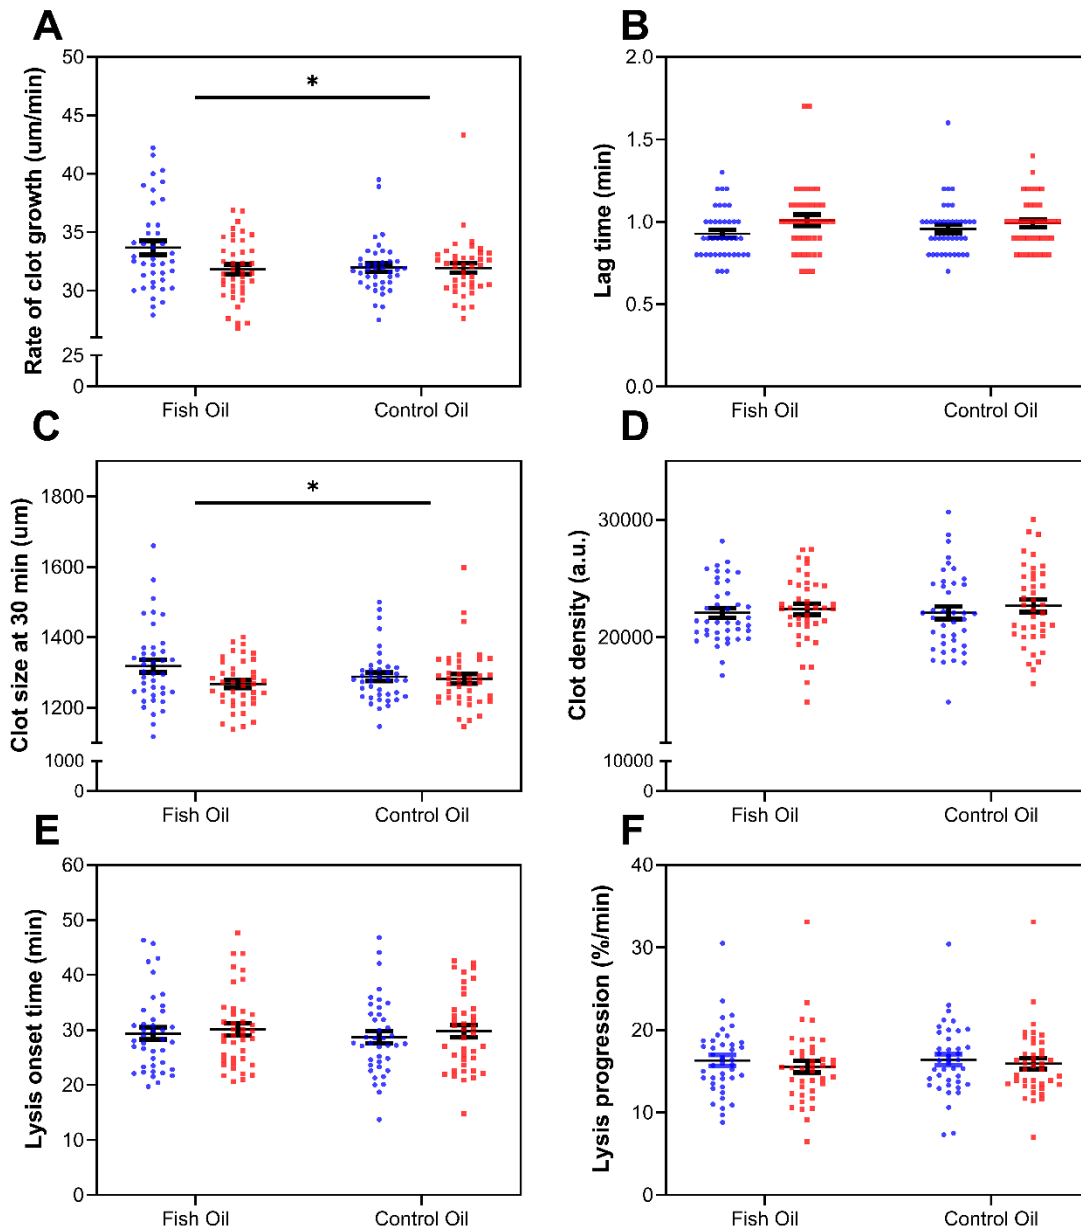 A
Rate of clot growth (um/min)
50
45
40
35
30
25
0
*
Fish Oil
Control Oil
B
Lag time (min)
2.0
1.5
1.0
0.5
0.0
Fish Oil
Control Oil
C
Clot size at 30 min (um)
1800
1600
1400
1200
1000
0
*
Fish Oil
Control Oil
D
Clot density (a.u.)
30000
20000
10000
0
Fish Oil
Control Oil
E
Lysis onset time (min)
60
50
40
30
20
10
0
Fish Oil
Control Oil
F
Lysis progression (%/min)
40
30
20
10
0
Fish Oil
Control Oil